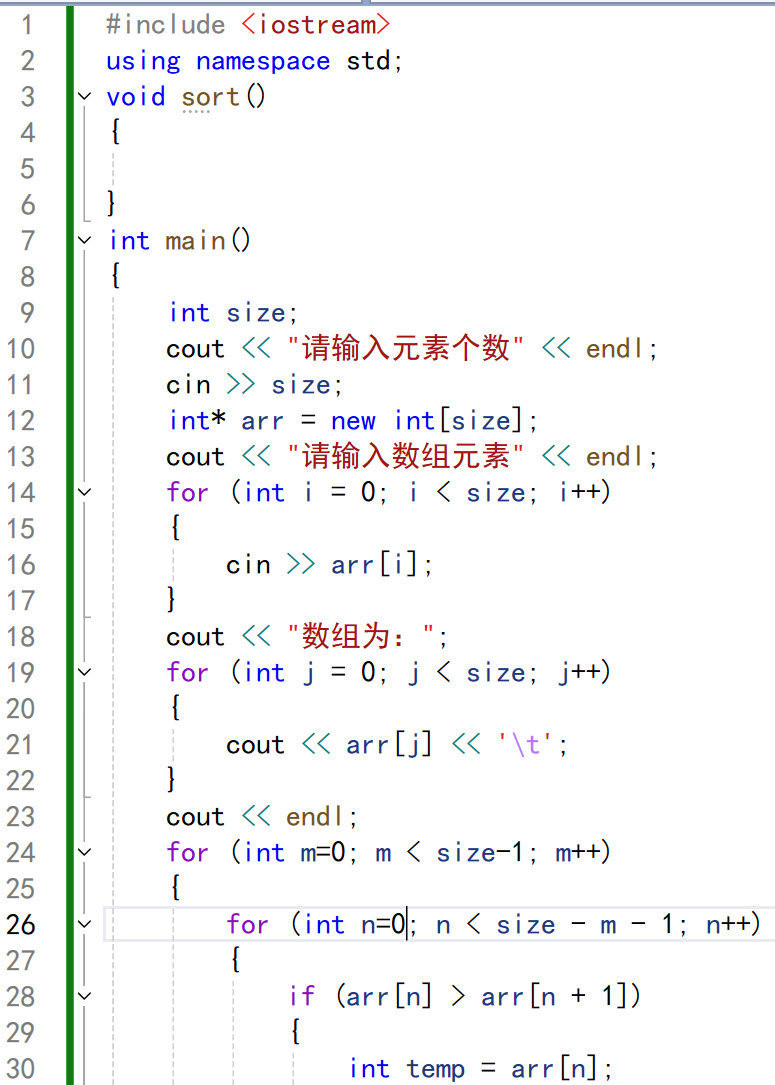 1 #include <iostream>
2 using namespace std;
3 void sort()
4 {
5
6 }
7 int main()
8 {
9     int size;
10     cout << "请输入元素个数" << endl;
11     cin >> size;
12     int* arr = new int[size];
13     cout << "请输入数组元素" << endl;
14     for (int i = 0; i < size; i++)
15     {
16         cin >> arr[i];
17     }
18     cout << "数组为：";
19     for (int j = 0; j < size; j++)
20     {
21         cout << arr[j] << '\t';
22     }
23     cout << endl;
24     for (int m=0; m < size-1; m++)
25     {
26         for (int n=0; n < size - m - 1; n++)
27         {
28             if (arr[n] > arr[n + 1])
29             {
30                 int temp = arr[n];